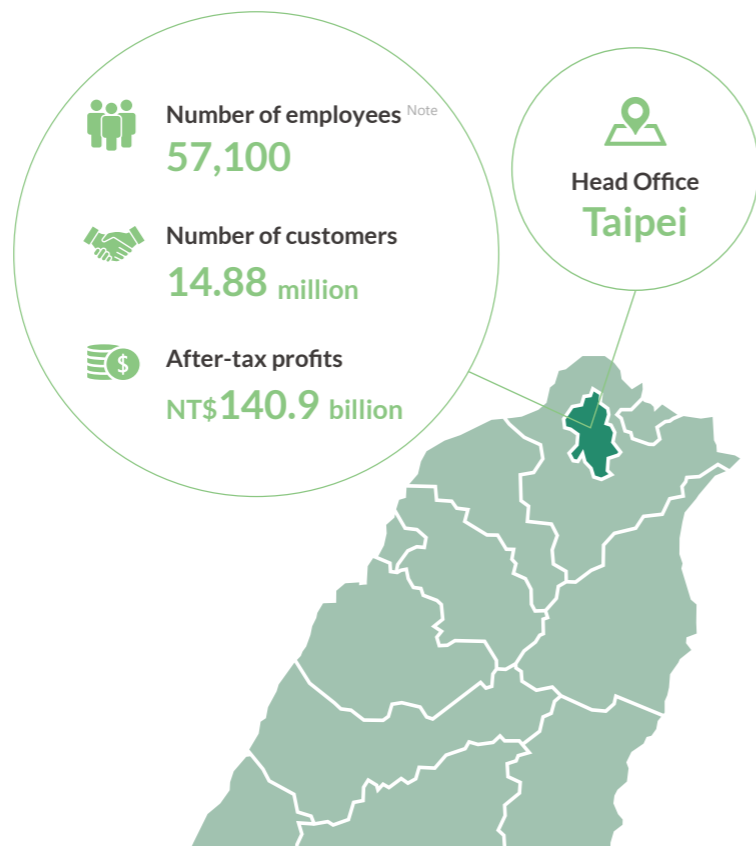 Number of employees Note
57,100
Number of customers
14.88 million
After-tax profits
NT$140.9 billion
Head Office
Taipei